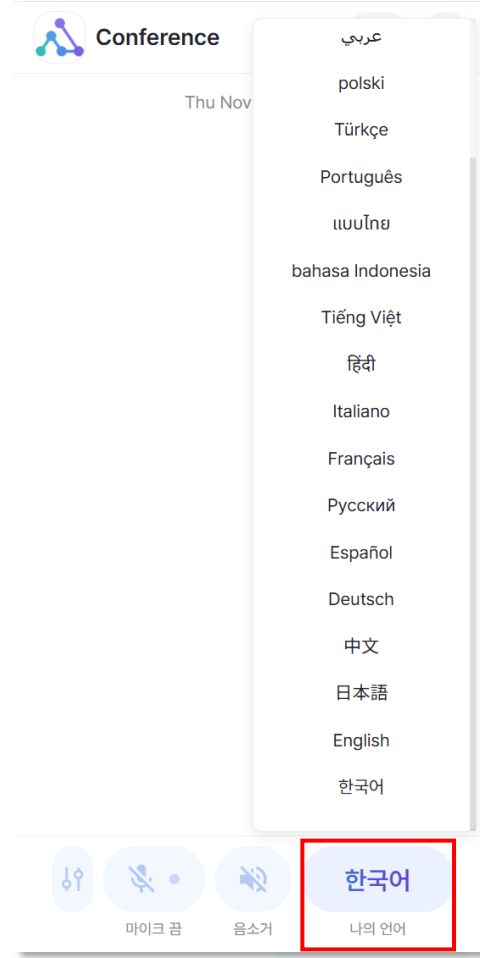 Conference
Thu Nov
عربي
polski
Türkçe
Português
แบบไทย
bahasa Indonesia
Tiếng Việt
हिंदी
Italiano
Français
Русский
Español
Deutsch
中文
日本語
English
한국어
한국어
마이크 끔
음소거
나의 언어